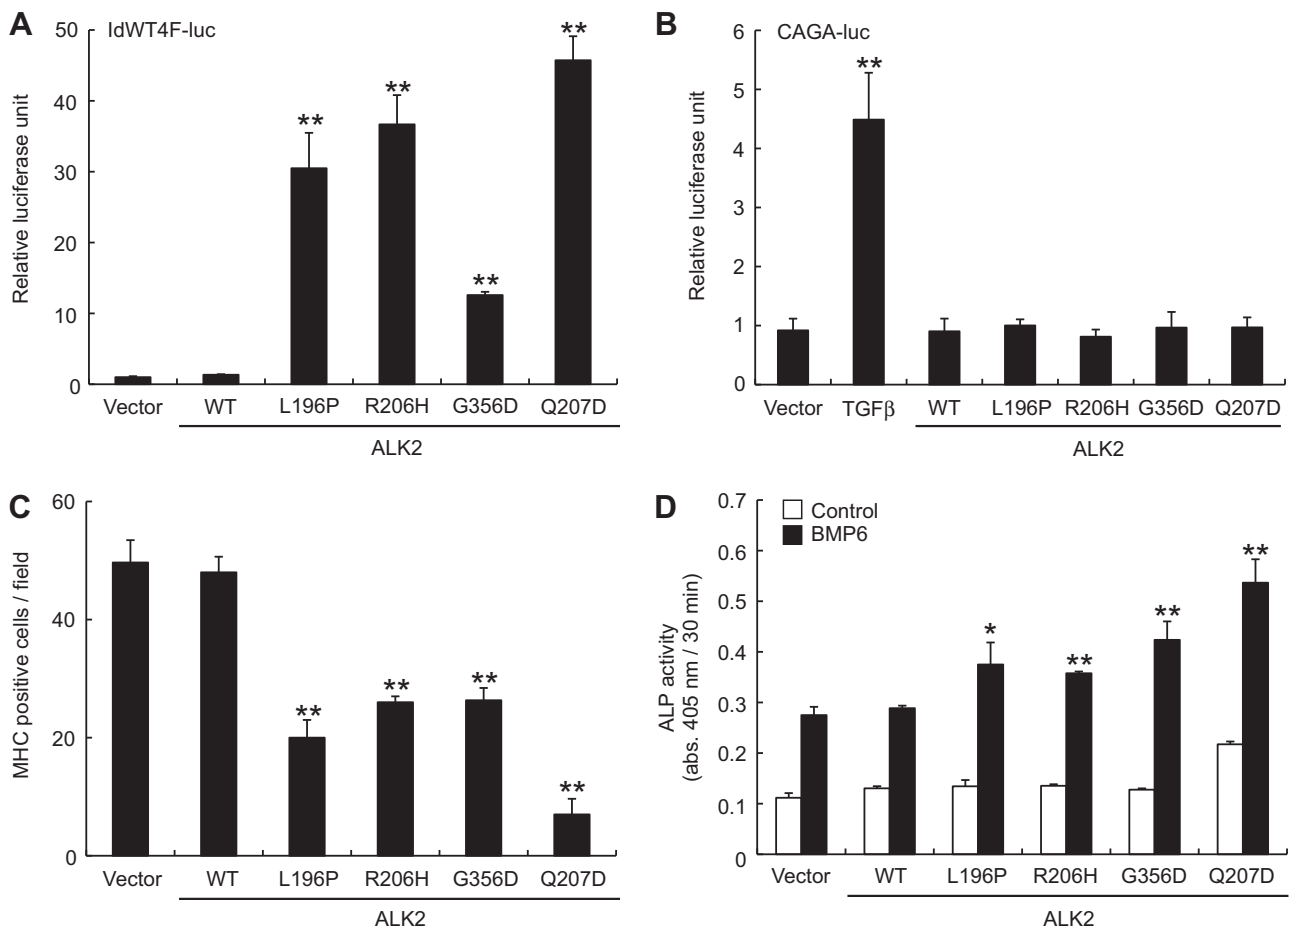 A
IdWT4F-luc
Relative luciferase unit
50
40
30
20
10
0
** ** ** **
Vector WT L196P R206H G356D Q207D
ALK2
B
CAGA-luc
Relative luciferase unit
6
5
4
3
2
1
0
**
Vector TGFβ WT L196P R206H G356D Q207D
ALK2
C
MHC positive cells / field
60
40
20
0
** ** ** **
Vector WT L196P R206H G356D Q207D
ALK2
D
Control
BMP6
ALP activity
(abs. 405 nm / 30 min)
0.7
0.6
0.5
0.4
0.3
0.2
0.1
0
* ** ** **
Vector WT L196P R206H G356D Q207D
ALK2